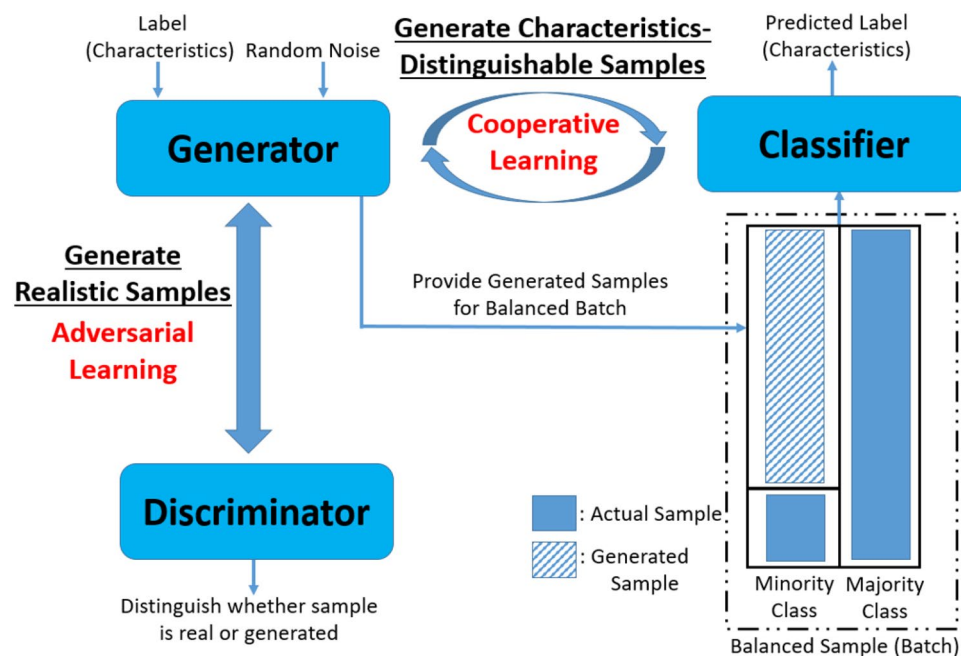 Label
(Characteristics)
Random Noise
Generate Characteristics-
Distinguishable Samples
Predicted Label
(Characteristics)
Generator
Cooperative
Learning
Classifier
Generate
Realistic Samples
Adversarial
Learning
Provide Generated Samples
for Balanced Batch
Discriminator
: Actual Sample
: Generated
Sample
Minority
Class
Majority
Class
Distinguish whether sample
is real or generated
Balanced Sample (Batch)